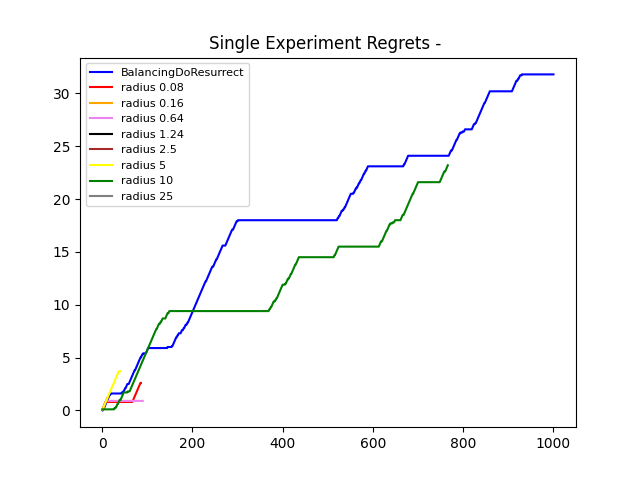 Single Experiment Regrets -
BalancingDoResurrect
radius 0.08
radius 0.16
radius 0.64
radius 1.24
radius 2.5
radius 5
radius 10
radius 25
30
25
20
15
10
5
0
0 200 400 600 800 1000